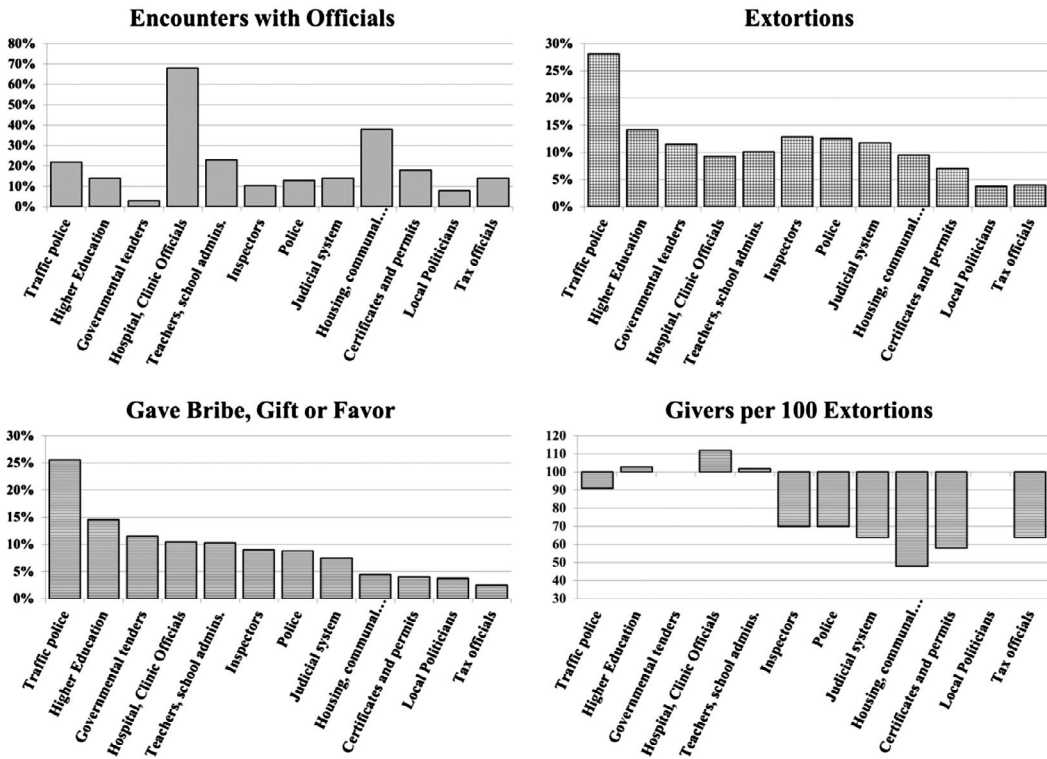 Encounters with Officials
80%
70%
60%
50%
40%
30%
20%
10%
0%
Traffic police
Higher Education
Governmental tenders
Hospital, Clinic Officials
Teachers, school admins.
Inspectors
Police
Judicial system
Housing, communal…
Certificates and permits
Local Politicians
Tax officials
Extortions
30%
25%
20%
15%
10%
5%
0%
Traffic police
Higher Education
Governmental tenders
Hospital, Clinic Officials
Teachers, school admins.
Inspectors
Police
Judicial system
Housing, communal…
Certificates and permits
Local Politicians
Tax officials
Gave Bribe, Gift or Favor
30%
25%
20%
15%
10%
5%
0%
Traffic police
Higher Education
Governmental tenders
Hospital, Clinic Officials
Teachers, school admins.
Inspectors
Police
Judicial system
Housing, communal…
Certificates and permits
Local Politicians
Tax officials
Givers per 100 Extortions
120
110
100
90
80
70
60
50
40
30
Traffic police
Higher Education
Governmental tenders
Hospital, Clinic Officials
Teachers, school admins.
Inspectors
Police
Judicial system
Housing, communal…
Certificates and permits
Local Politicians
Tax officials